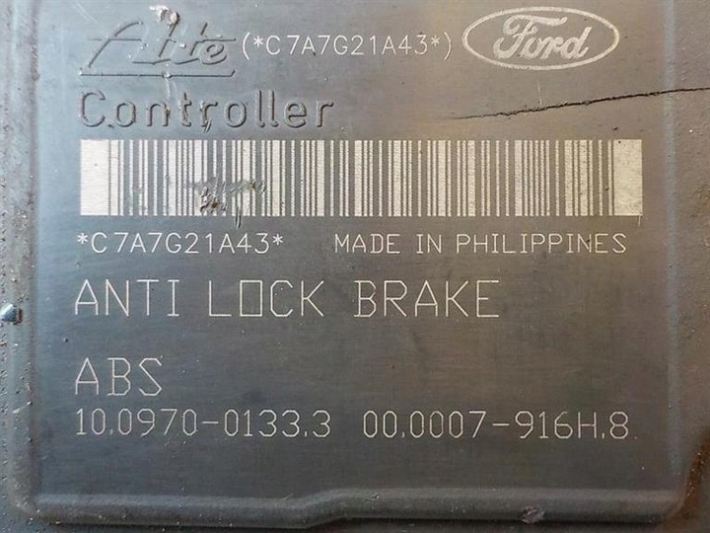 Ate (*C7A7G21A43*) Ford
Controller
*C7A7G21A43* MADE IN PHILIPPINES
ANTI LOCK BRAKE
ABS
10.0970-0133.3 00.0007-916H.8